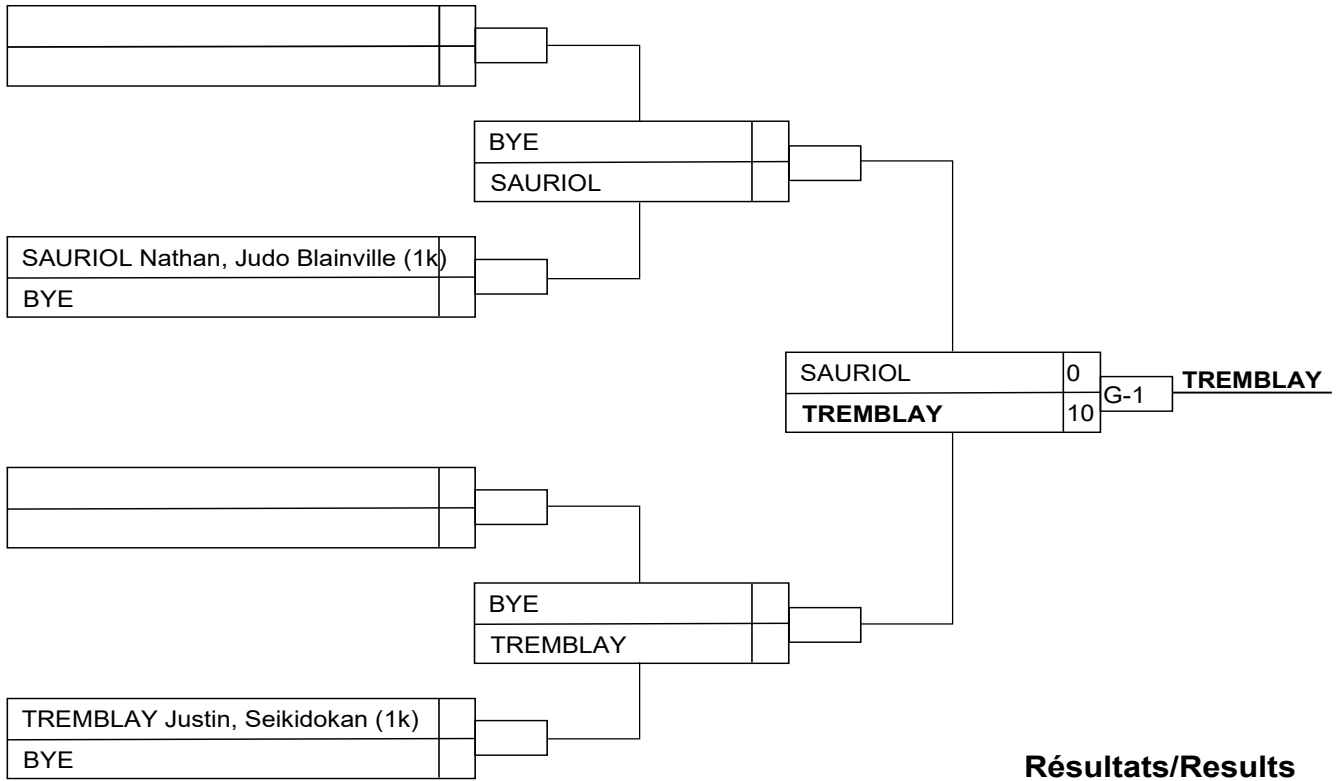 BYE
SAURIOL
SAURIOL Nathan, Judo Blainville (1k)
BYE
SAURIOL 0
TREMBLAY 10
G-1
TREMBLAY
BYE
TREMBLAY
TREMBLAY Justin, Seikidokan (1k)
BYE
Résultats/Results